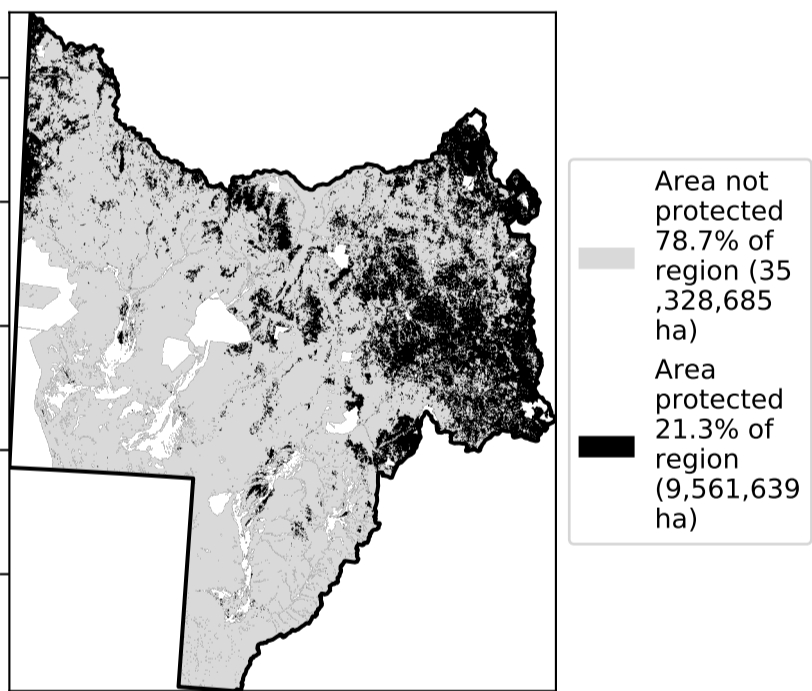 Area not
protected
78.7% of
region (35
,328,685
ha)
Area
protected
21.3% of
region
(9,561,639
ha)